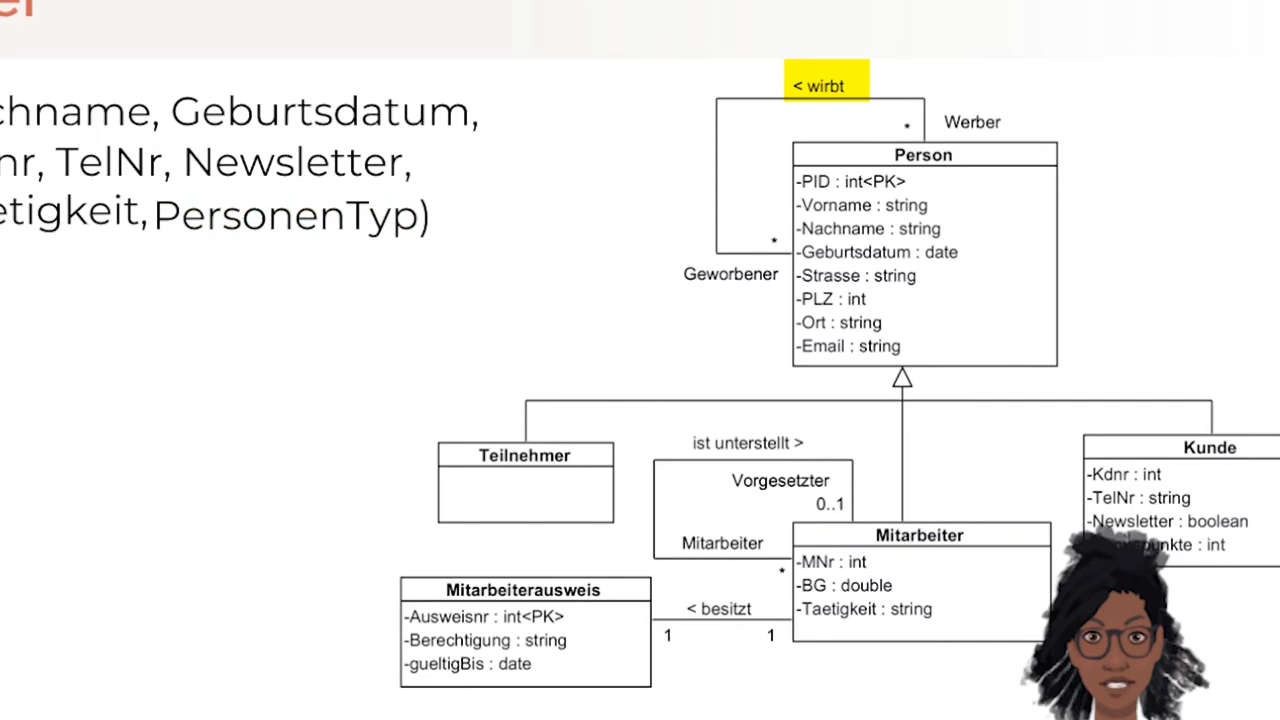 chname, Geburtsdatum,
nr, TelNr, Newsletter,
etigkeit, PersonenTyp)
< wirbt
* Werber
Person
-PID : int<PK>
-Vorname : string
-Nachname : string
-Geburtsdatum : date
-Strasse : string
-PLZ : int
-Ort : string
-Email : string
*
Geworbener
Teilnehmer
ist unterstellt >
Vorgesetzter
0..1
Mitarbeiter
*
Mitarbeiter
-MNr : int
-BG : double
-Taetigkeit : string
Kunde
-Kdnr : int
-TelNr : string
-Newsletter : boolean
: int
Mitarbeiterausweis
-Ausweisnr : int<PK>
-Berechtigung : string
-gueltigBis : date
< besitzt
1 1